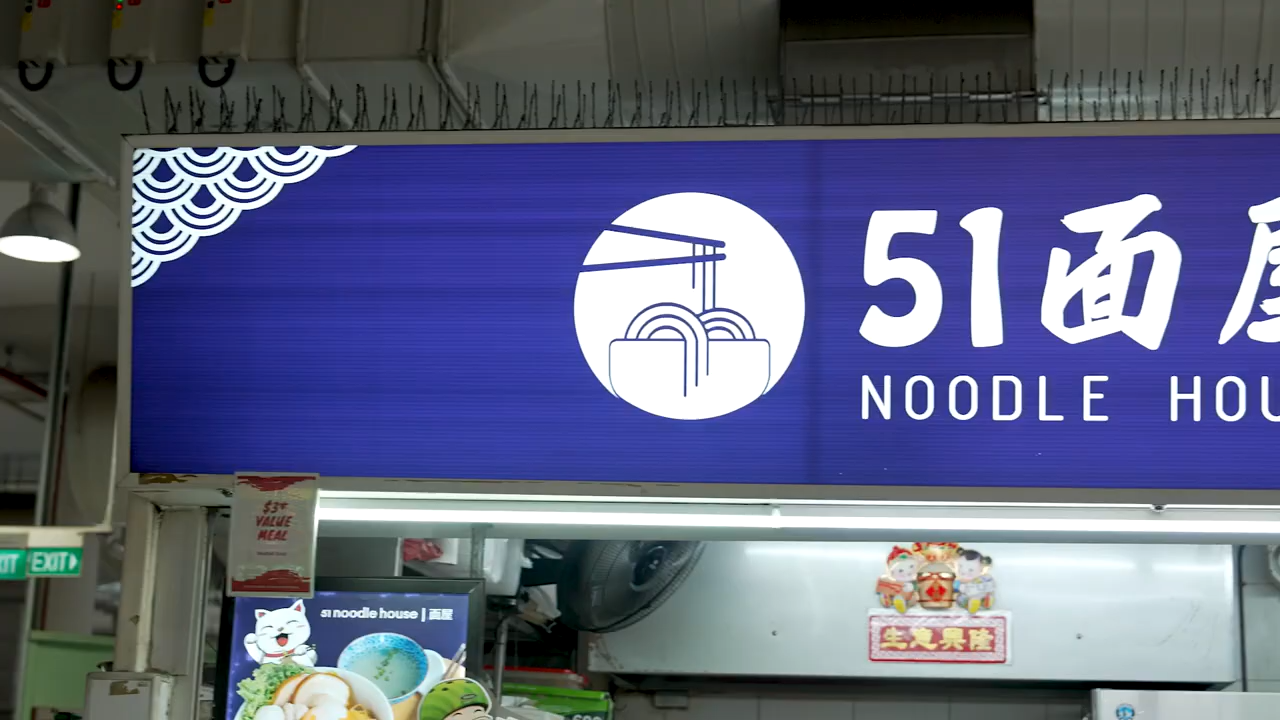 51面屋
NOODLE HOU
$3*
VALUE
MEAL
EXIT
51 noodle house | 面屋
生意興隆